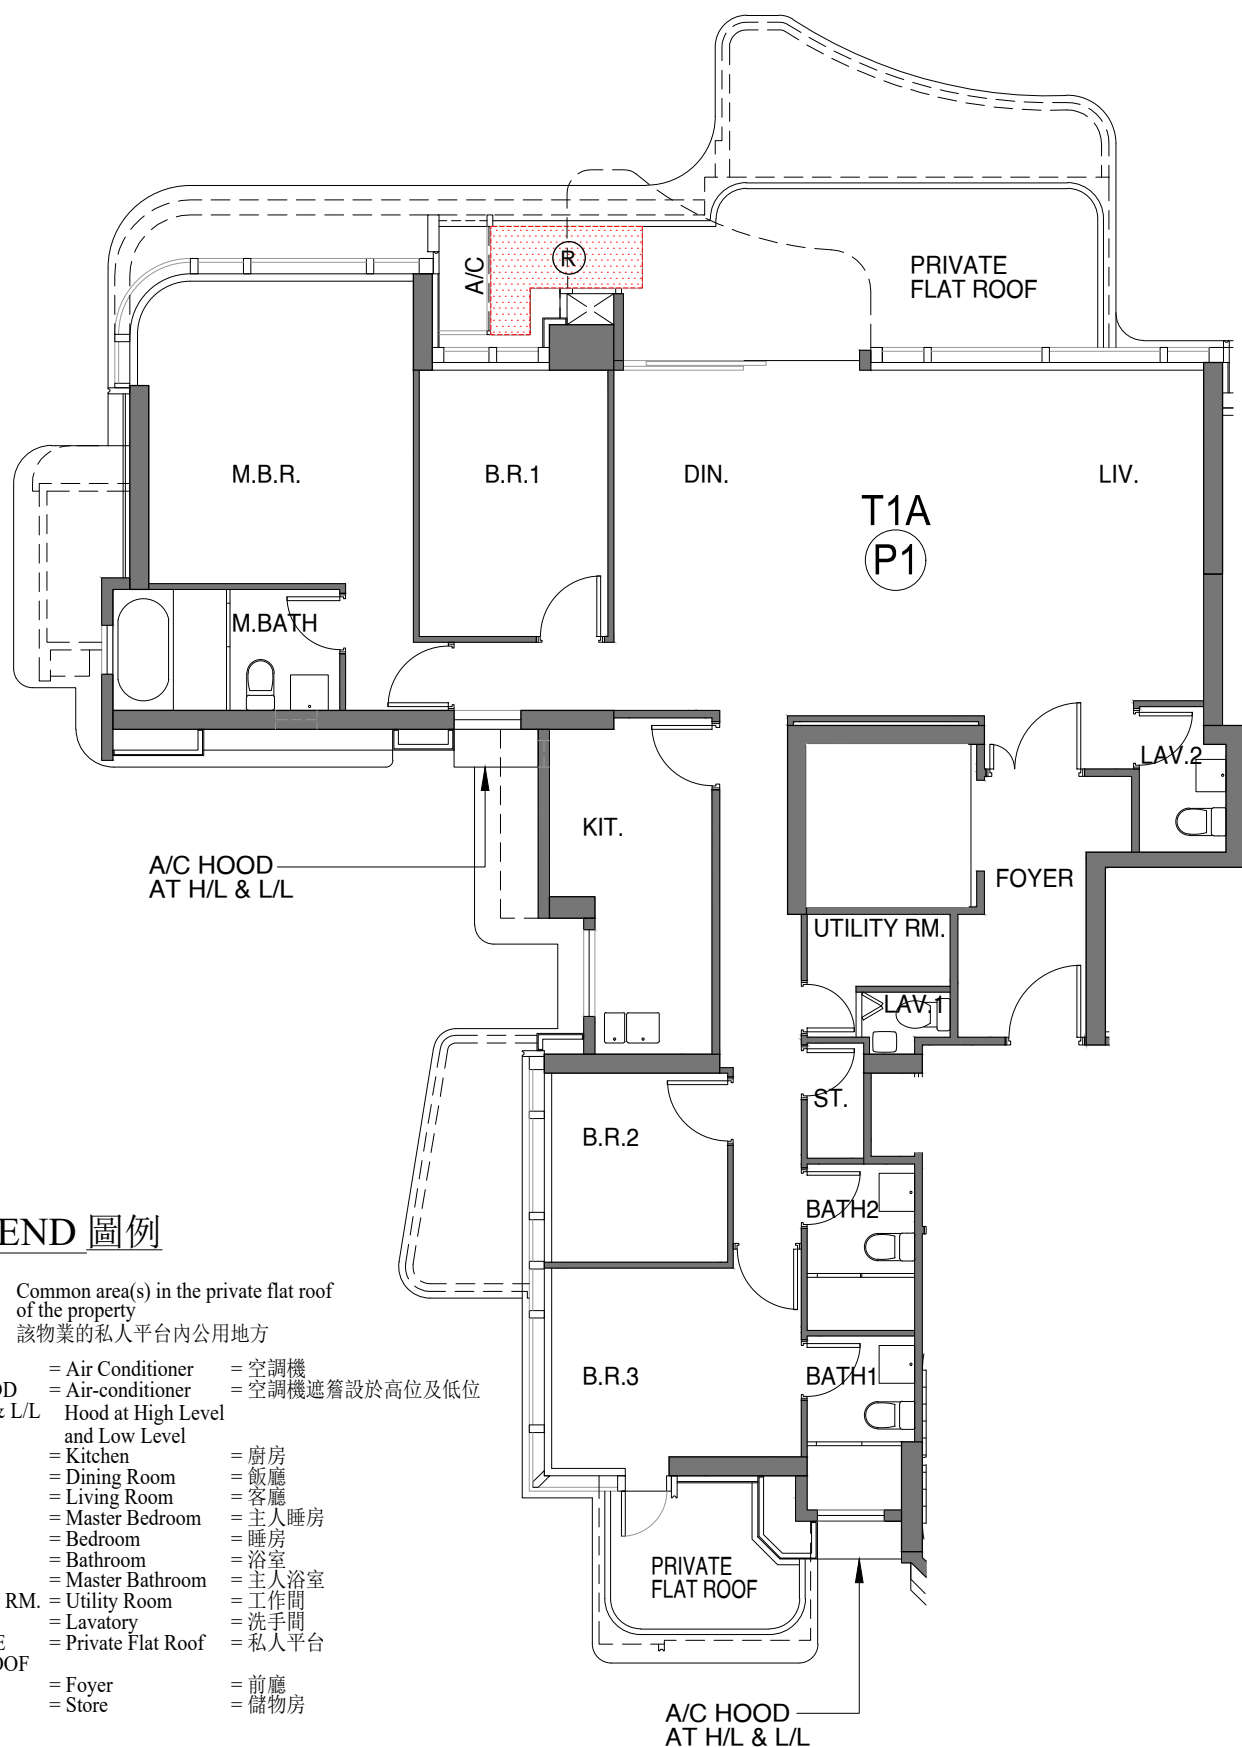 PRIVATE
FLAT ROOF
A/C
R
M.B.R.
B.R.1
DIN.
LIV.
T1A
P1
M.BATH
LAV.2
KIT.
A/C HOOD
AT H/L & L/L
FOYER
UTILITY RM.
LAV.1
ST.
B.R.2
BATH2
B.R.3
BATH1
PRIVATE
FLAT ROOF
A/C HOOD
AT H/L & L/L
END 圖例
Common area(s) in the private flat roof
of the property
該物業的私人平台內公用地方
= Air Conditioner = 空調機
OD = Air-conditioner = 空調機遮簷設於高位及低位
& L/L Hood at High Level
and Low Level
= Kitchen = 廚房
= Dining Room = 飯廳
= Living Room = 客廳
= Master Bedroom = 主人睡房
= Bedroom = 睡房
= Bathroom = 浴室
= Master Bathroom = 主人浴室
RM. = Utility Room = 工作間
= Lavatory = 洗手間
E = Private Flat Roof = 私人平台
OOF
= Foyer = 前廳
= Store = 儲物房